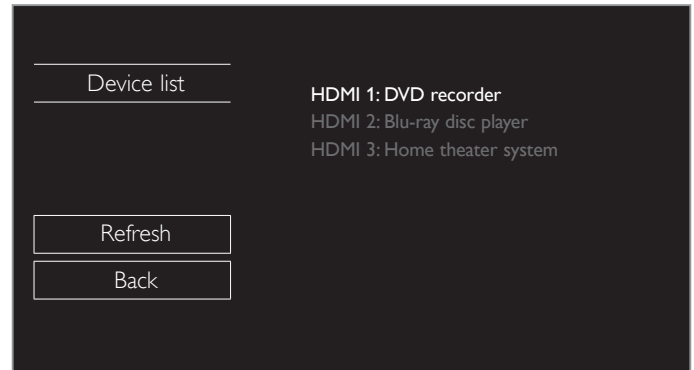 Device list
HDMI 1: DVD recorder
HDMI 2: Blu-ray disc player
HDMI 3: Home theater system
Refresh
Back